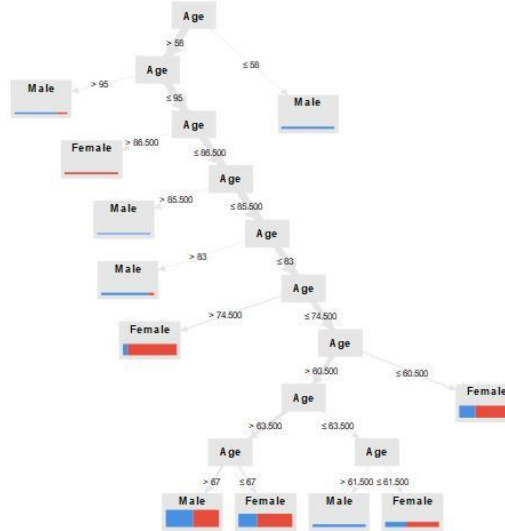 Age
> 58
Age
≤ 58
> 95
Male
≤ 95
Male
Age
> 86.500
Female
≤ 86.500
Age
> 85.500
Male
≤ 85.500
Age
> 83
Male
≤ 83
Age
> 74.500
Female
≤ 74.500
Age
> 60.500
≤ 60.500
Female
Age
> 63.500
≤ 63.500
Age
Age
> 67
≤ 67
> 61.500
≤ 61.500
Male
Female
Male
Female